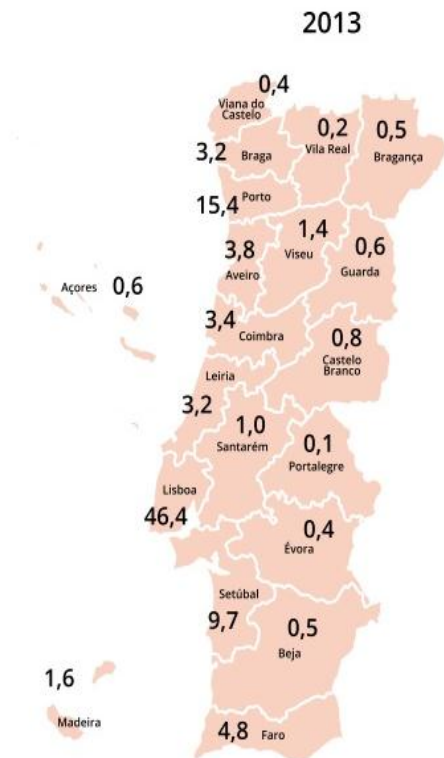 2013
0,4
Viana do
Castelo
0,2
Vila Real
0,5
Bragança
3,2
Braga
15,4
Porto
1,4
Viseu
3,8
Aveiro
0,6
Guarda
Açores
0,6
3,4
Coimbra
0,8
Castelo
Branco
Leiria
3,2
1,0
Santarém
0,1
Portalegre
Lisboa
46,4
0,4
Évora
Setúbal
9,7
0,5
Beja
1,6
Madeira
4,8
Faro